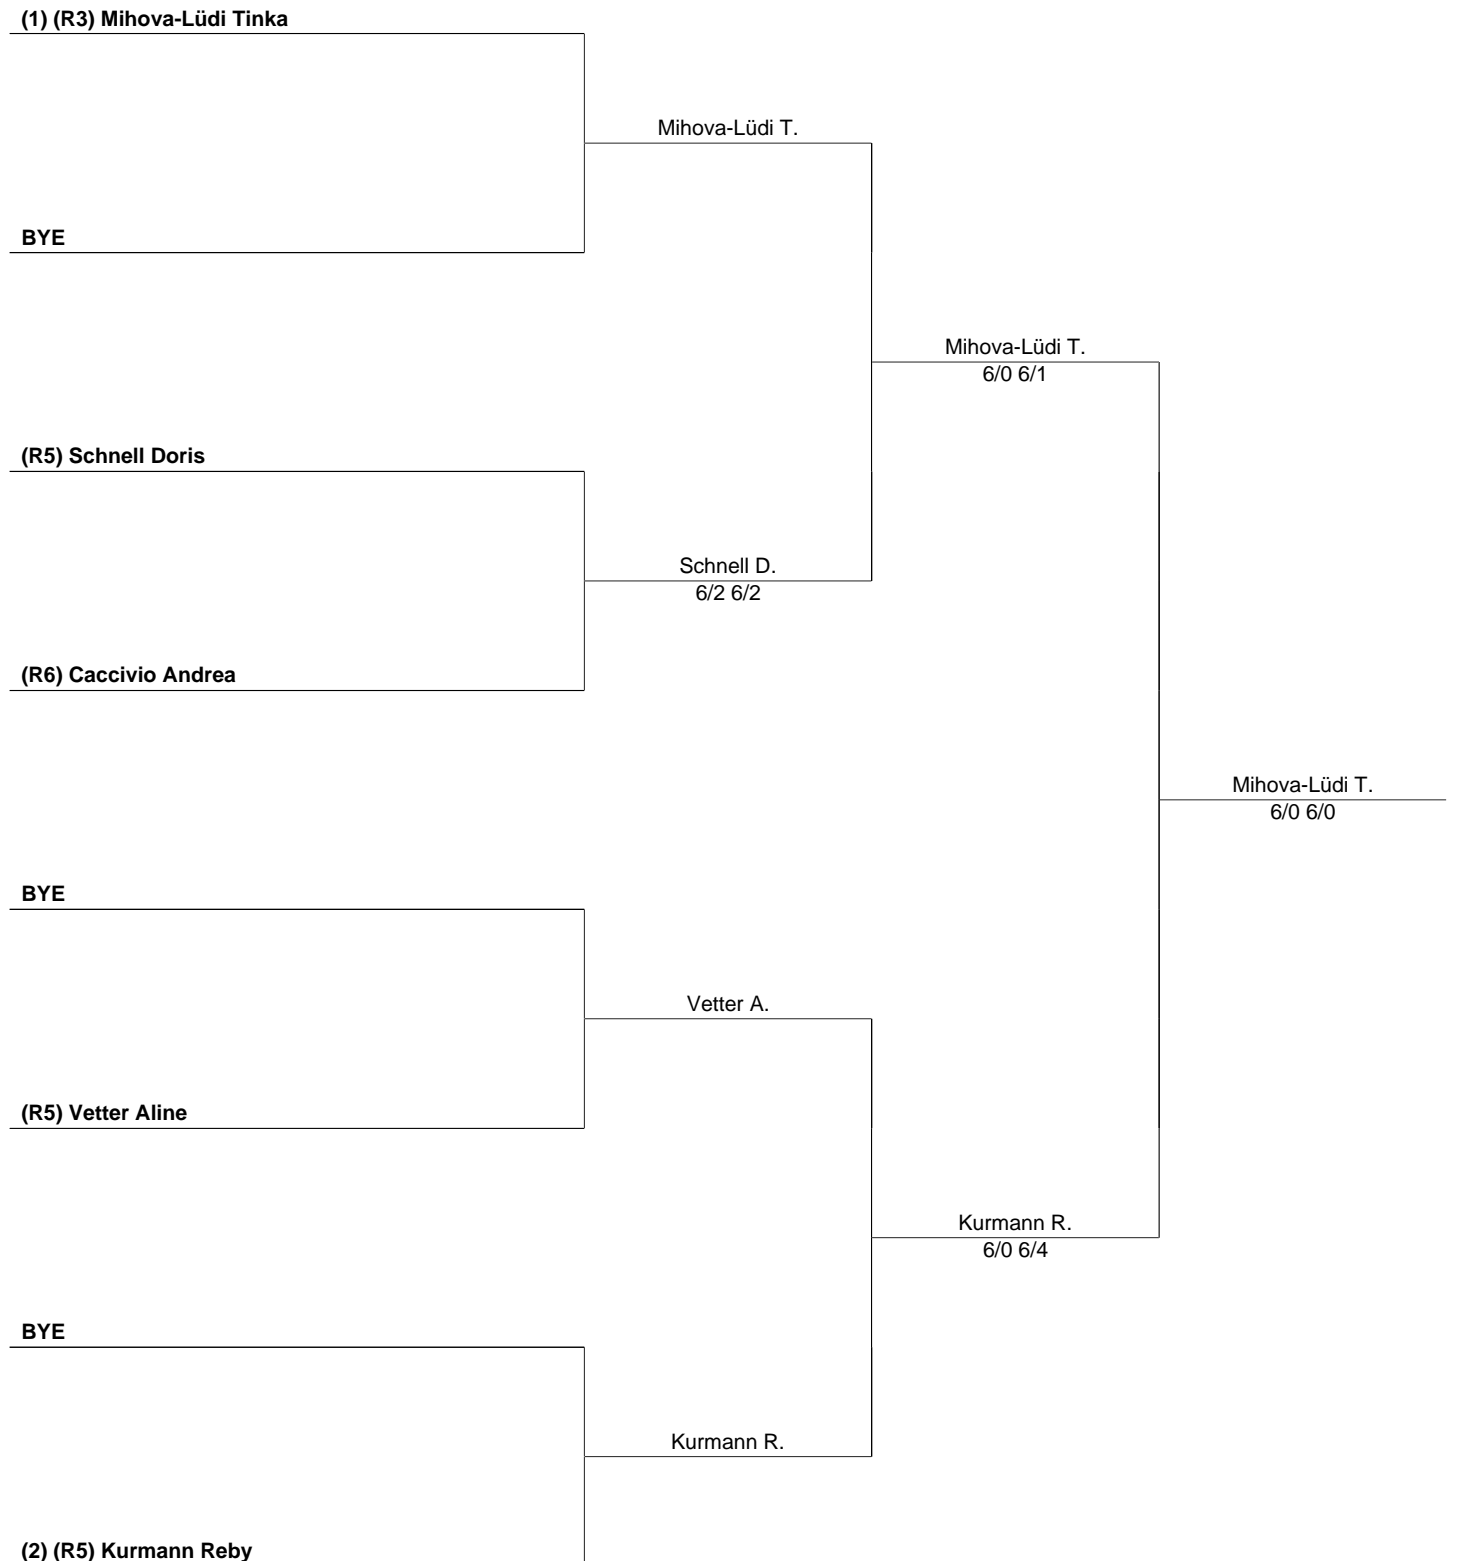 (1) (R3) Mihova-Lüdi Tinka
Mihova-Lüdi T.
BYE
Mihova-Lüdi T.
6/0 6/1
(R5) Schnell Doris
Schnell D.
6/2 6/2
(R6) Caccivio Andrea
Mihova-Lüdi T.
6/0 6/0
BYE
Vetter A.
(R5) Vetter Aline
Kurmann R.
6/0 6/4
BYE
Kurmann R.
(2) (R5) Kurmann Reby